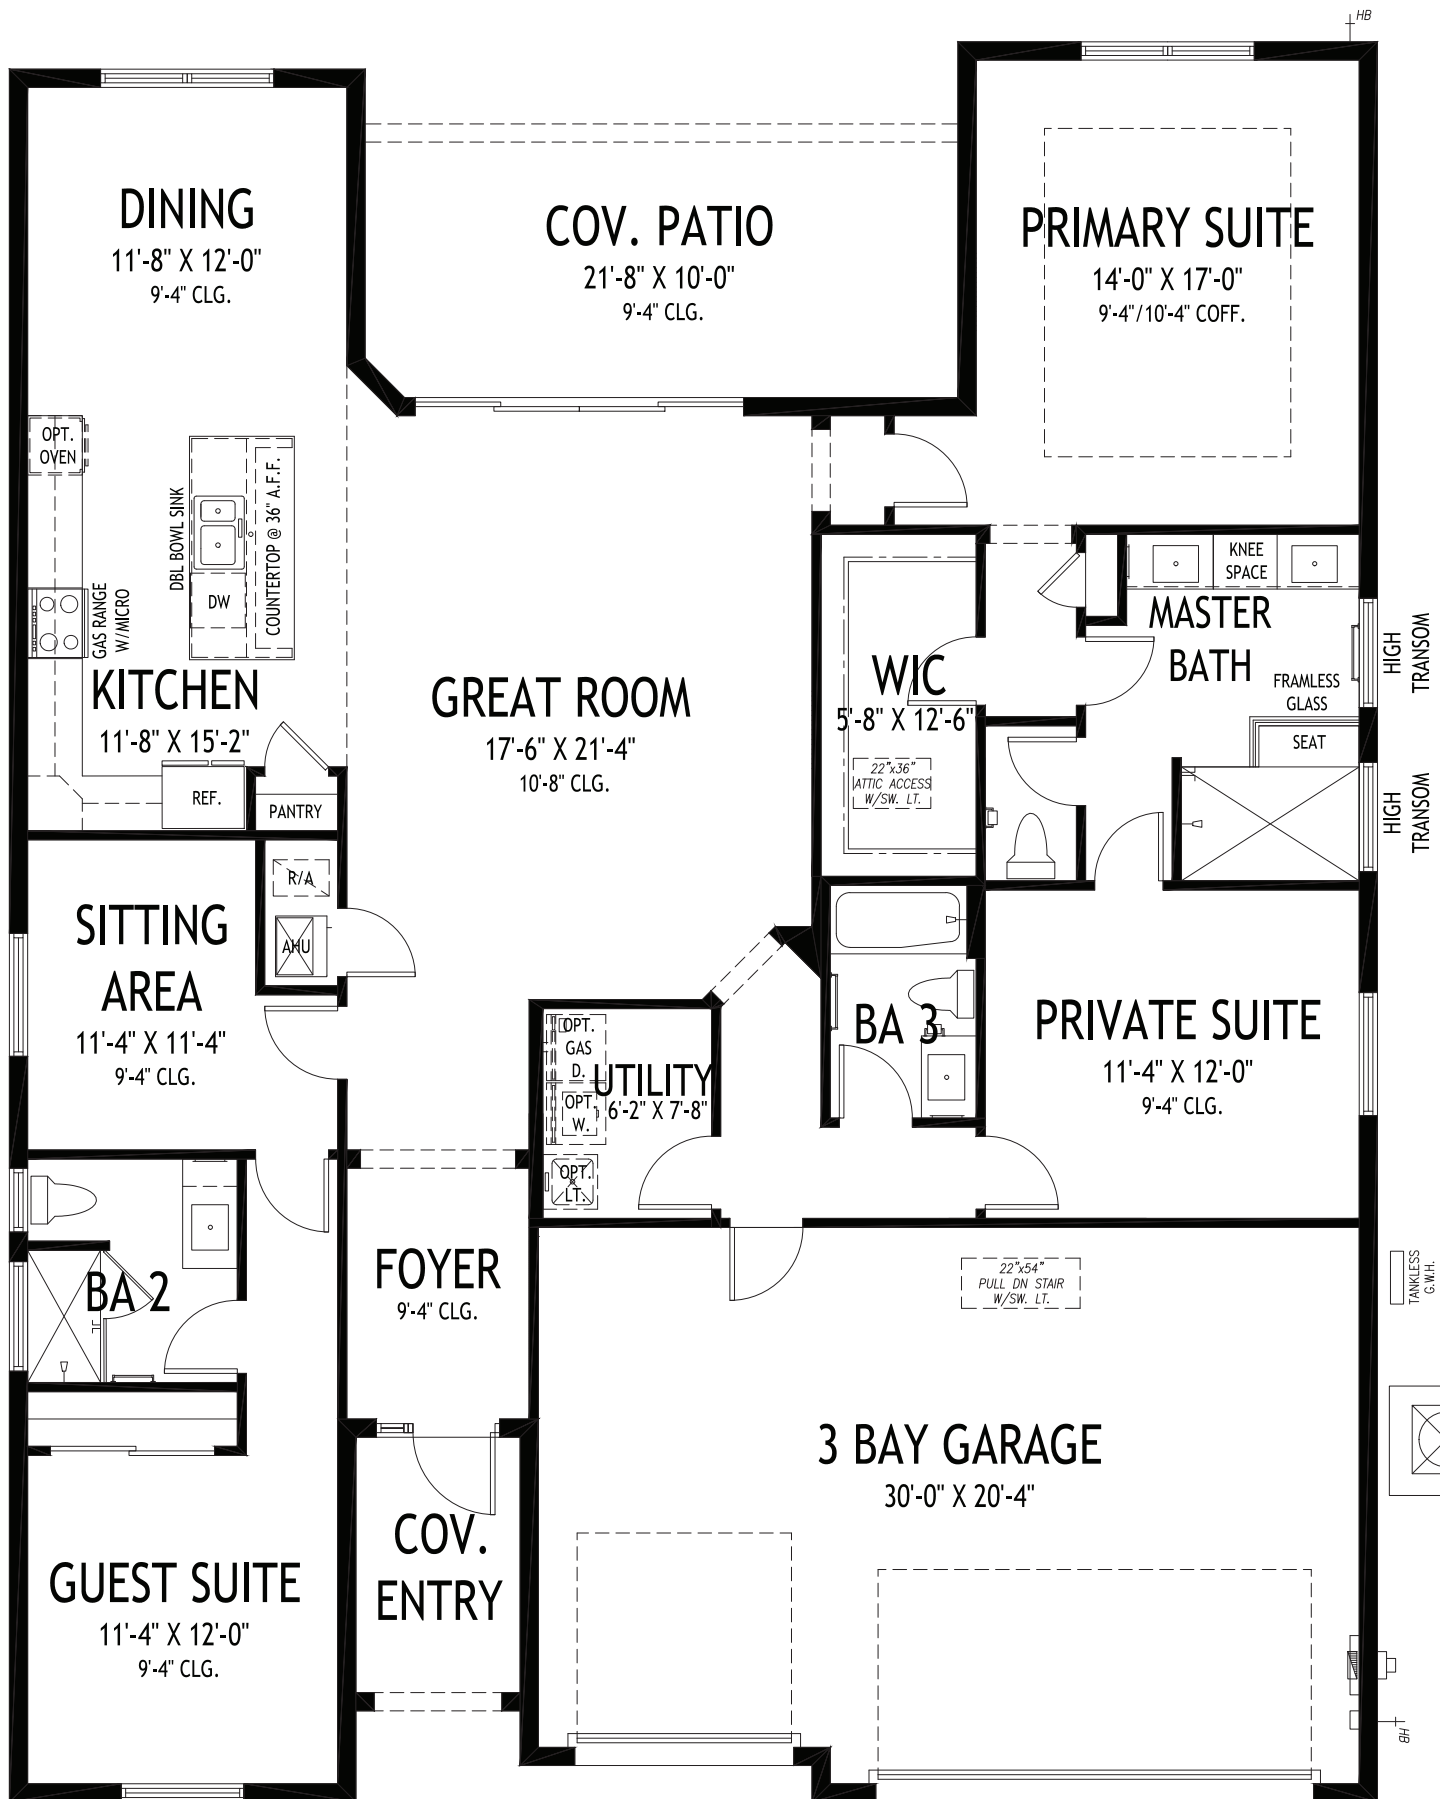 HB
DINING
11'-8" X 12'-0"
9'-4" CLG.
COV. PATIO
21'-8" X 10'-0"
9'-4" CLG.
PRIMARY SUITE
14'-0" X 17'-0"
9'-4"/10'-4" COFF.
OPT.
OVEN
DBL BOWL SINK
COUNTERTOP @ 36" A.F.F.
DW
GAS RANGE
W/MICRO
KITCHEN
11'-8" X 15'-2"
REF.
PANTRY
GREAT ROOM
17'-6" X 21'-4"
10'-8" CLG.
WIC
5'-8" X 12'-6"
22"x36"
ATTIC ACCESS
W/SW. LT.
KNEE
SPACE
MASTER
BATH
FRAMLESS
GLASS
SEAT
HIGH
TRANSOM
HIGH
TRANSOM
R/A
AHU
SITTING
AREA
11'-4" X 11'-4"
9'-4" CLG.
OPT.
GAS
D.
OPT.
W.
OPT.
LT.
UTILITY
6'-2" X 7'-8"
BA 3
PRIVATE SUITE
11'-4" X 12'-0"
9'-4" CLG.
BA 2
FOYER
9'-4" CLG.
22"x54"
PULL DN STAIR
W/SW. LT.
TANKLESS
G.W.H.
3 BAY GARAGE
30'-0" X 20'-4"
COV.
ENTRY
GUEST SUITE
11'-4" X 12'-0"
9'-4" CLG.
HB